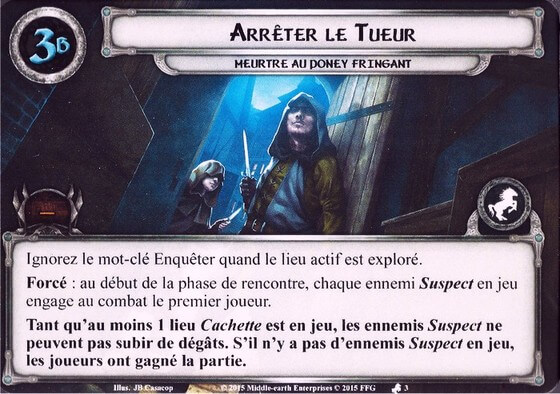 3B
ARRÊTER LE TUEUR
MEURTRE AU PONEY FRINGANT
Ignorez le mot-clé Enquêter quand le lieu actif est exploré.
Forcé : au début de la phase de rencontre, chaque ennemi Suspect en jeu
engage au combat le premier joueur.
Tant qu'au moins 1 lieu Cachette est en jeu, les ennemis Suspect ne
peuvent pas subir de dégâts. S'il n'y a pas d'ennemis Suspect en jeu,
les joueurs ont gagné la partie.
Illus. JB Casacop © 2015 Middle-earth Enterprises © 2015 FFG 3